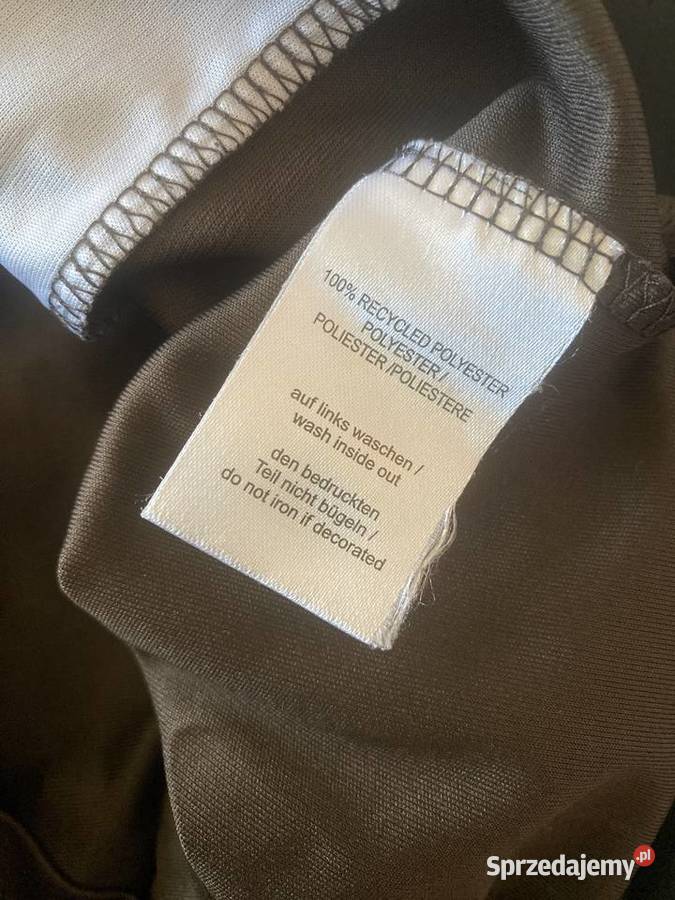 100% RECYCLED POLYESTER
POLYESTER /
POLIESTER /POLIESTERE
auf links waschen /
wash inside out
den bedruckten
Teil nicht bügeln /
do not iron if decorated
Sprzedajemy.pl